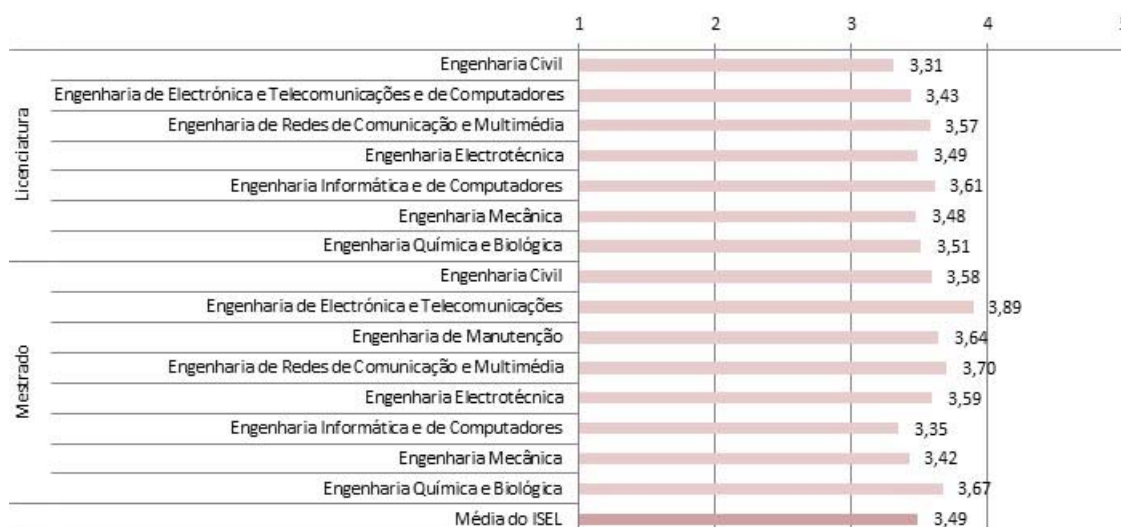 1 2 3 4 5
Licenciatura
Engenharia Civil 3,31
Engenharia de Electrónica e Telecomunicações e de Computadores 3,43
Engenharia de Redes de Comunicação e Multimédia 3,57
Engenharia Electrotécnica 3,49
Engenharia Informática e de Computadores 3,61
Engenharia Mecânica 3,48
Engenharia Química e Biológica 3,51
Mestrado
Engenharia Civil 3,58
Engenharia de Electrónica e Telecomunicações 3,89
Engenharia de Manutenção 3,64
Engenharia de Redes de Comunicação e Multimédia 3,70
Engenharia Electrotécnica 3,59
Engenharia Informática e de Computadores 3,35
Engenharia Mecânica 3,42
Engenharia Química e Biológica 3,67
Média do ISEL 3,49